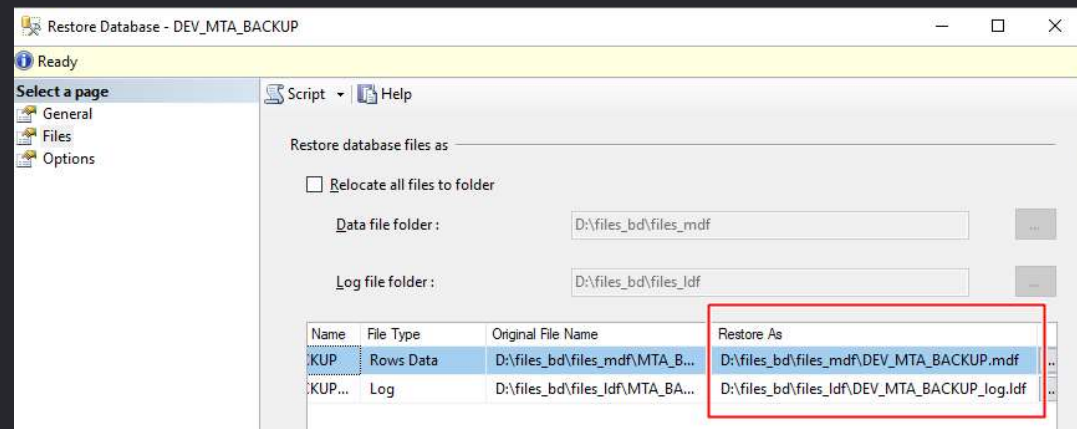 Restore Database - DEV_MTA_BACKUP
Ready
Select a page
General
Files
Options
Script Help
Restore database files as
Relocate all files to folder
Data file folder :
D:\files_bd\files_mdf
...
Log file folder :
D:\files_bd\files_ldf
...
Name File Type Original File Name Restore As
KUP Rows Data D:\files_bd\files_mdf\MTA_B... D:\files_bd\files_mdf\DEV_MTA_BACKUP.mdf ..
KUP... Log D:\files_bd\files_ldf\MTA_BA... D:\files_bd\files_ldf\DEV_MTA_BACKUP_log.ldf ..